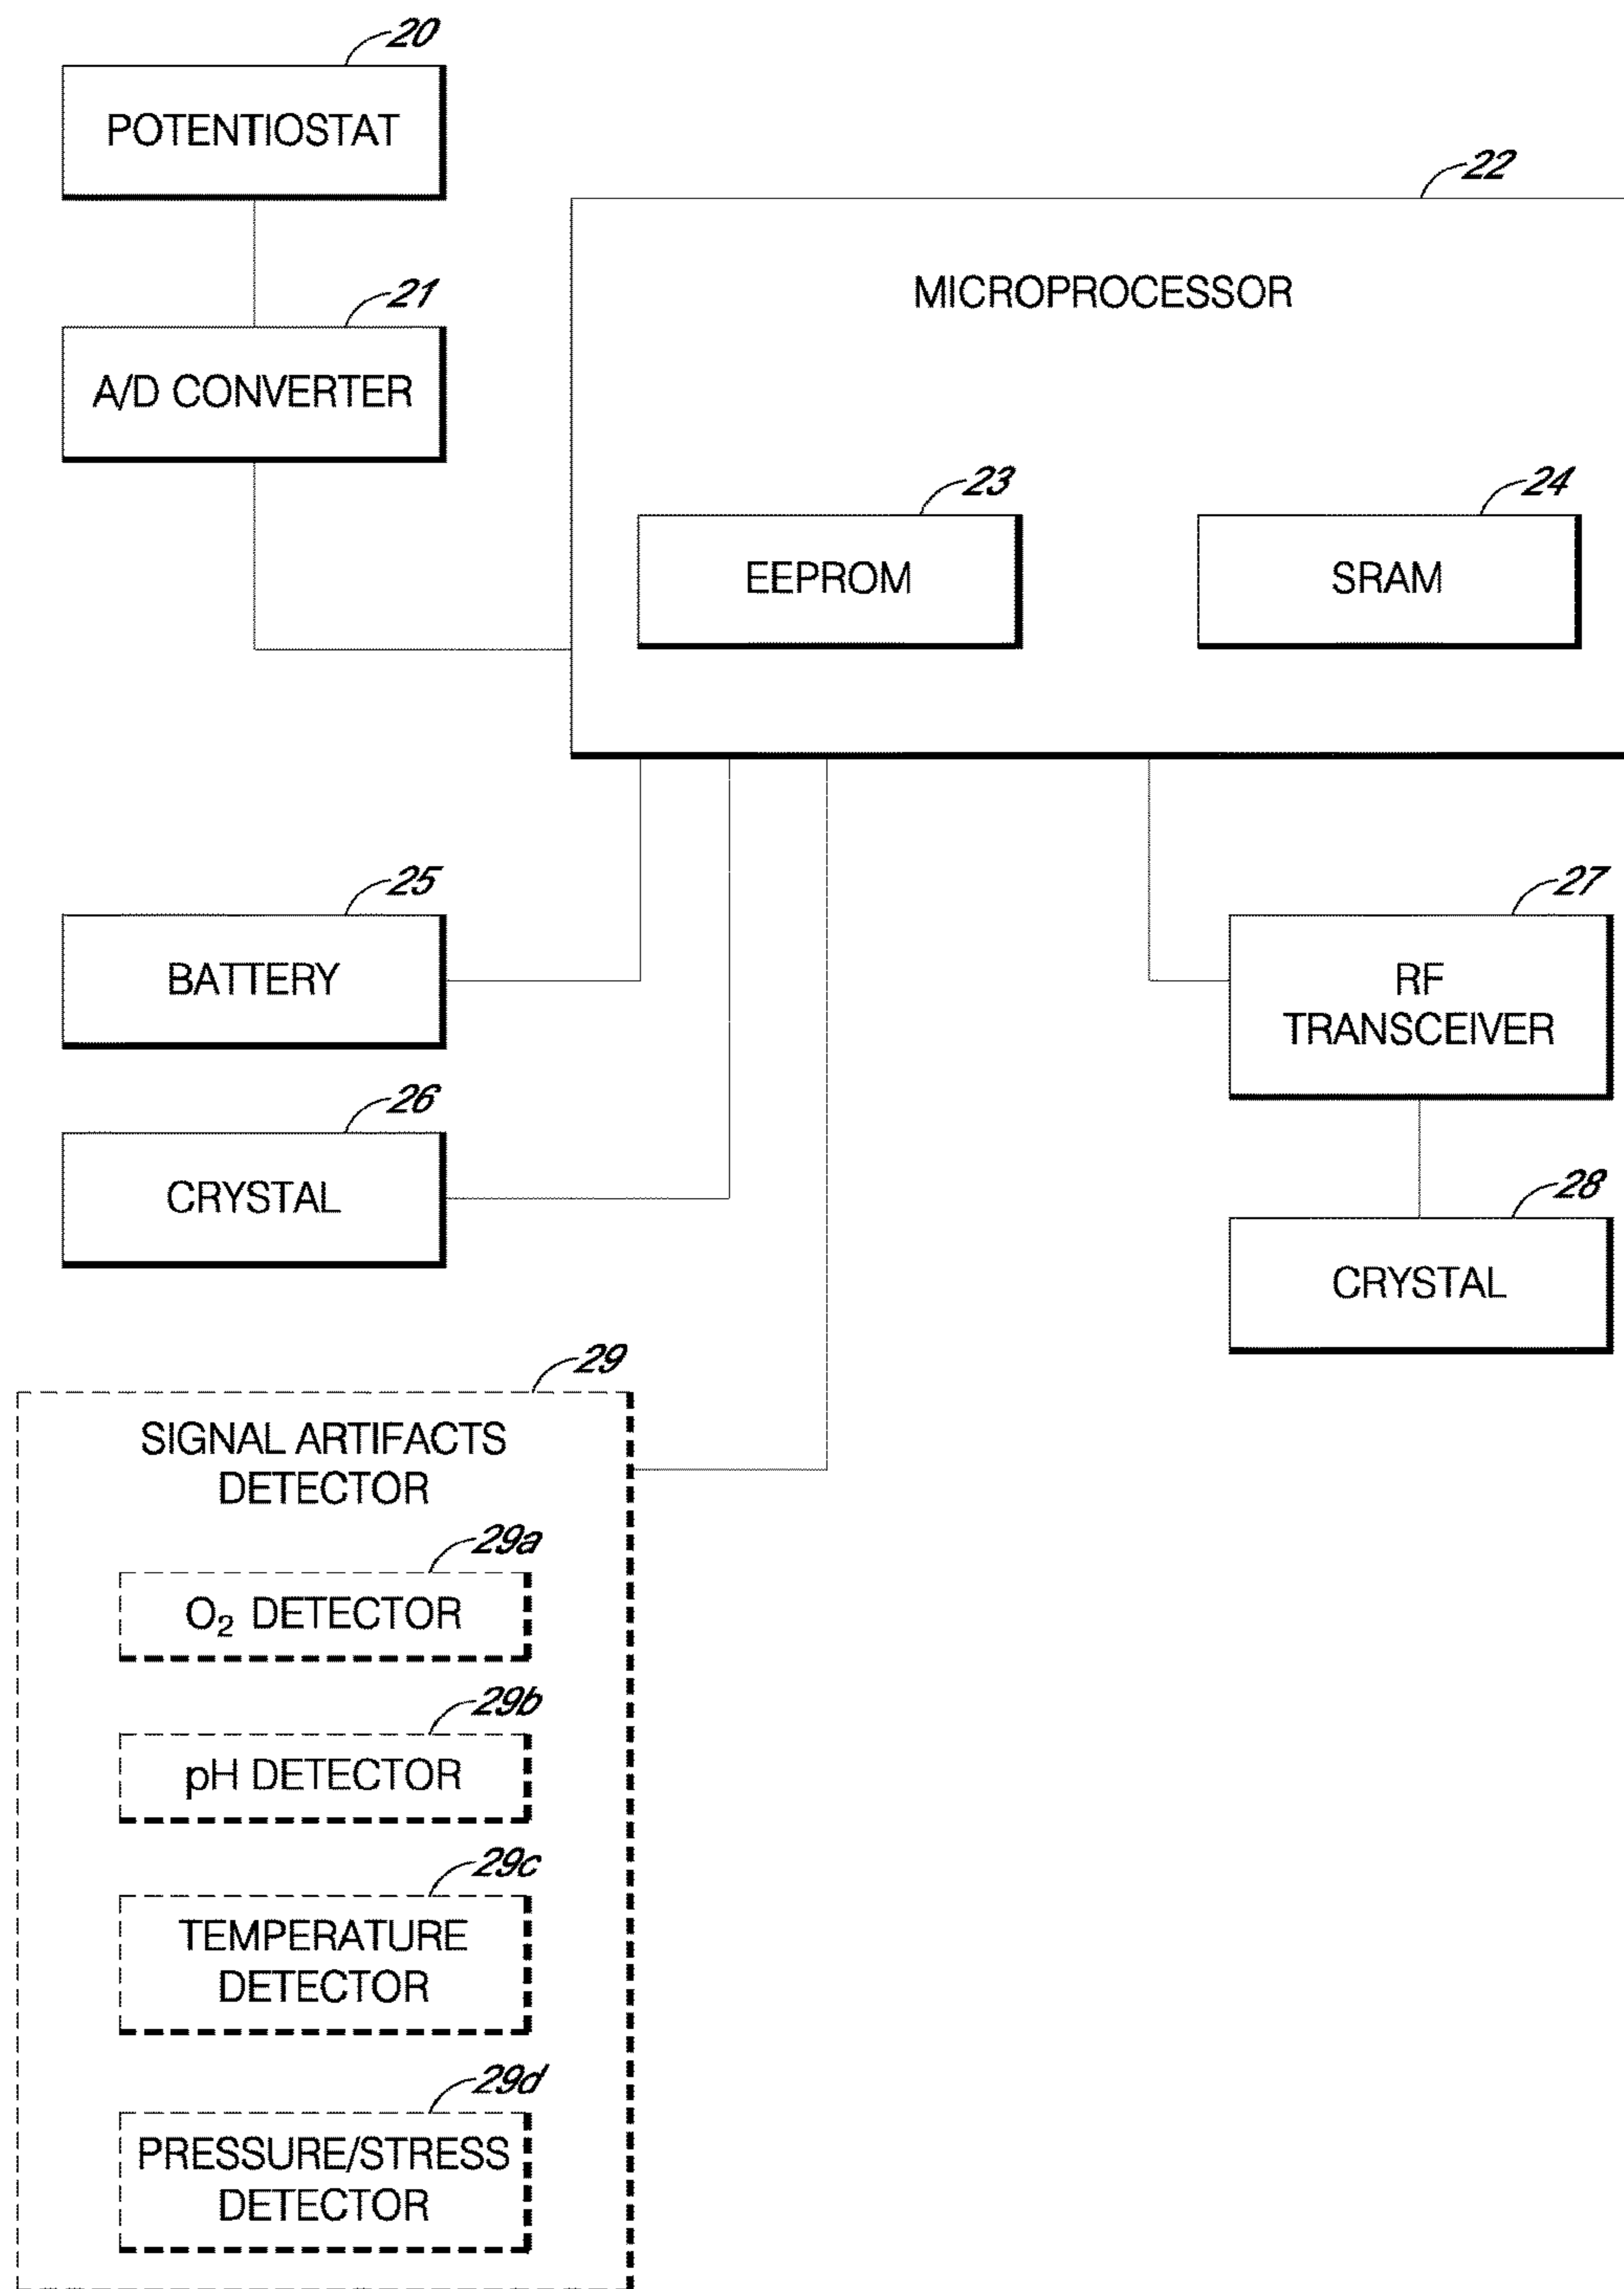 20
POTENTIOSTAT
22
MICROPROCESSOR
21
A/D CONVERTER
23
EEPROM
24
SRAM
25
BATTERY
27
RF
TRANSCEIVER
26
CRYSTAL
28
CRYSTAL
29
SIGNAL ARTIFACTS
DETECTOR
29a
O₂ DETECTOR
29b
pH DETECTOR
29c
TEMPERATURE
DETECTOR
29d
PRESSURE/STRESS
DETECTOR